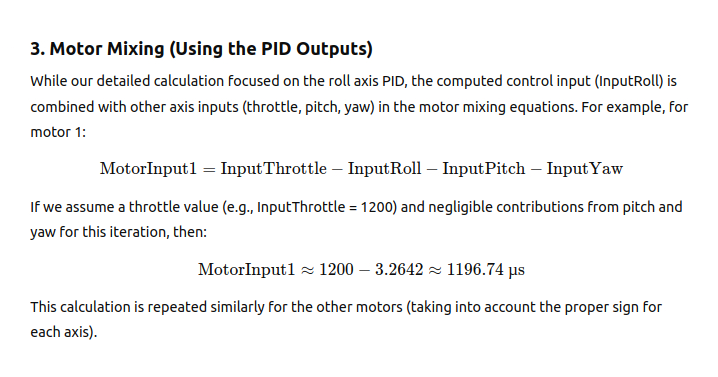 3. Motor Mixing (Using the PID Outputs)
While our detailed calculation focused on the roll axis PID, the computed control input (InputRoll) is
combined with other axis inputs (throttle, pitch, yaw) in the motor mixing equations. For example, for
motor 1:
MotorInput1 = InputThrottle − InputRoll − InputPitch − InputYaw
If we assume a throttle value (e.g., InputThrottle = 1200) and negligible contributions from pitch and
yaw for this iteration, then:
MotorInput1 ≈ 1200 − 3.2642 ≈ 1196.74 µs
This calculation is repeated similarly for the other motors (taking into account the proper sign for
each axis).